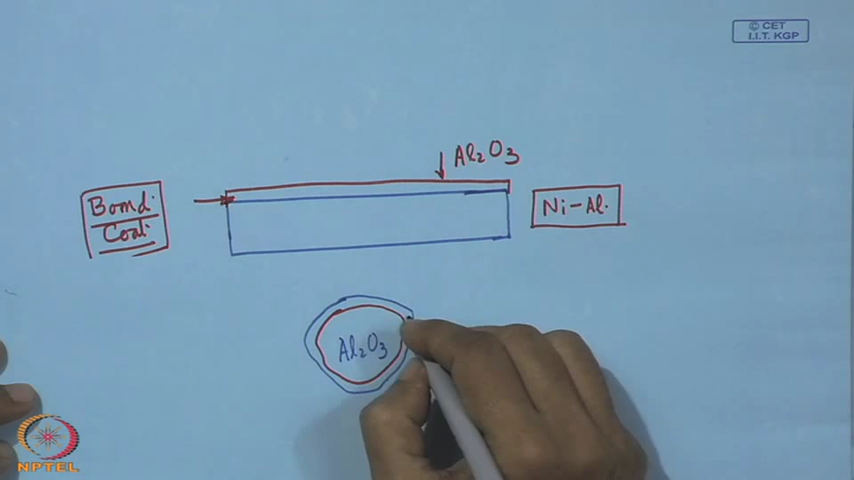 © CET
I.I.T. KGP
Al₂O₃
Bond
Coat
Ni-Al.
Al₂O₃
NPTEL